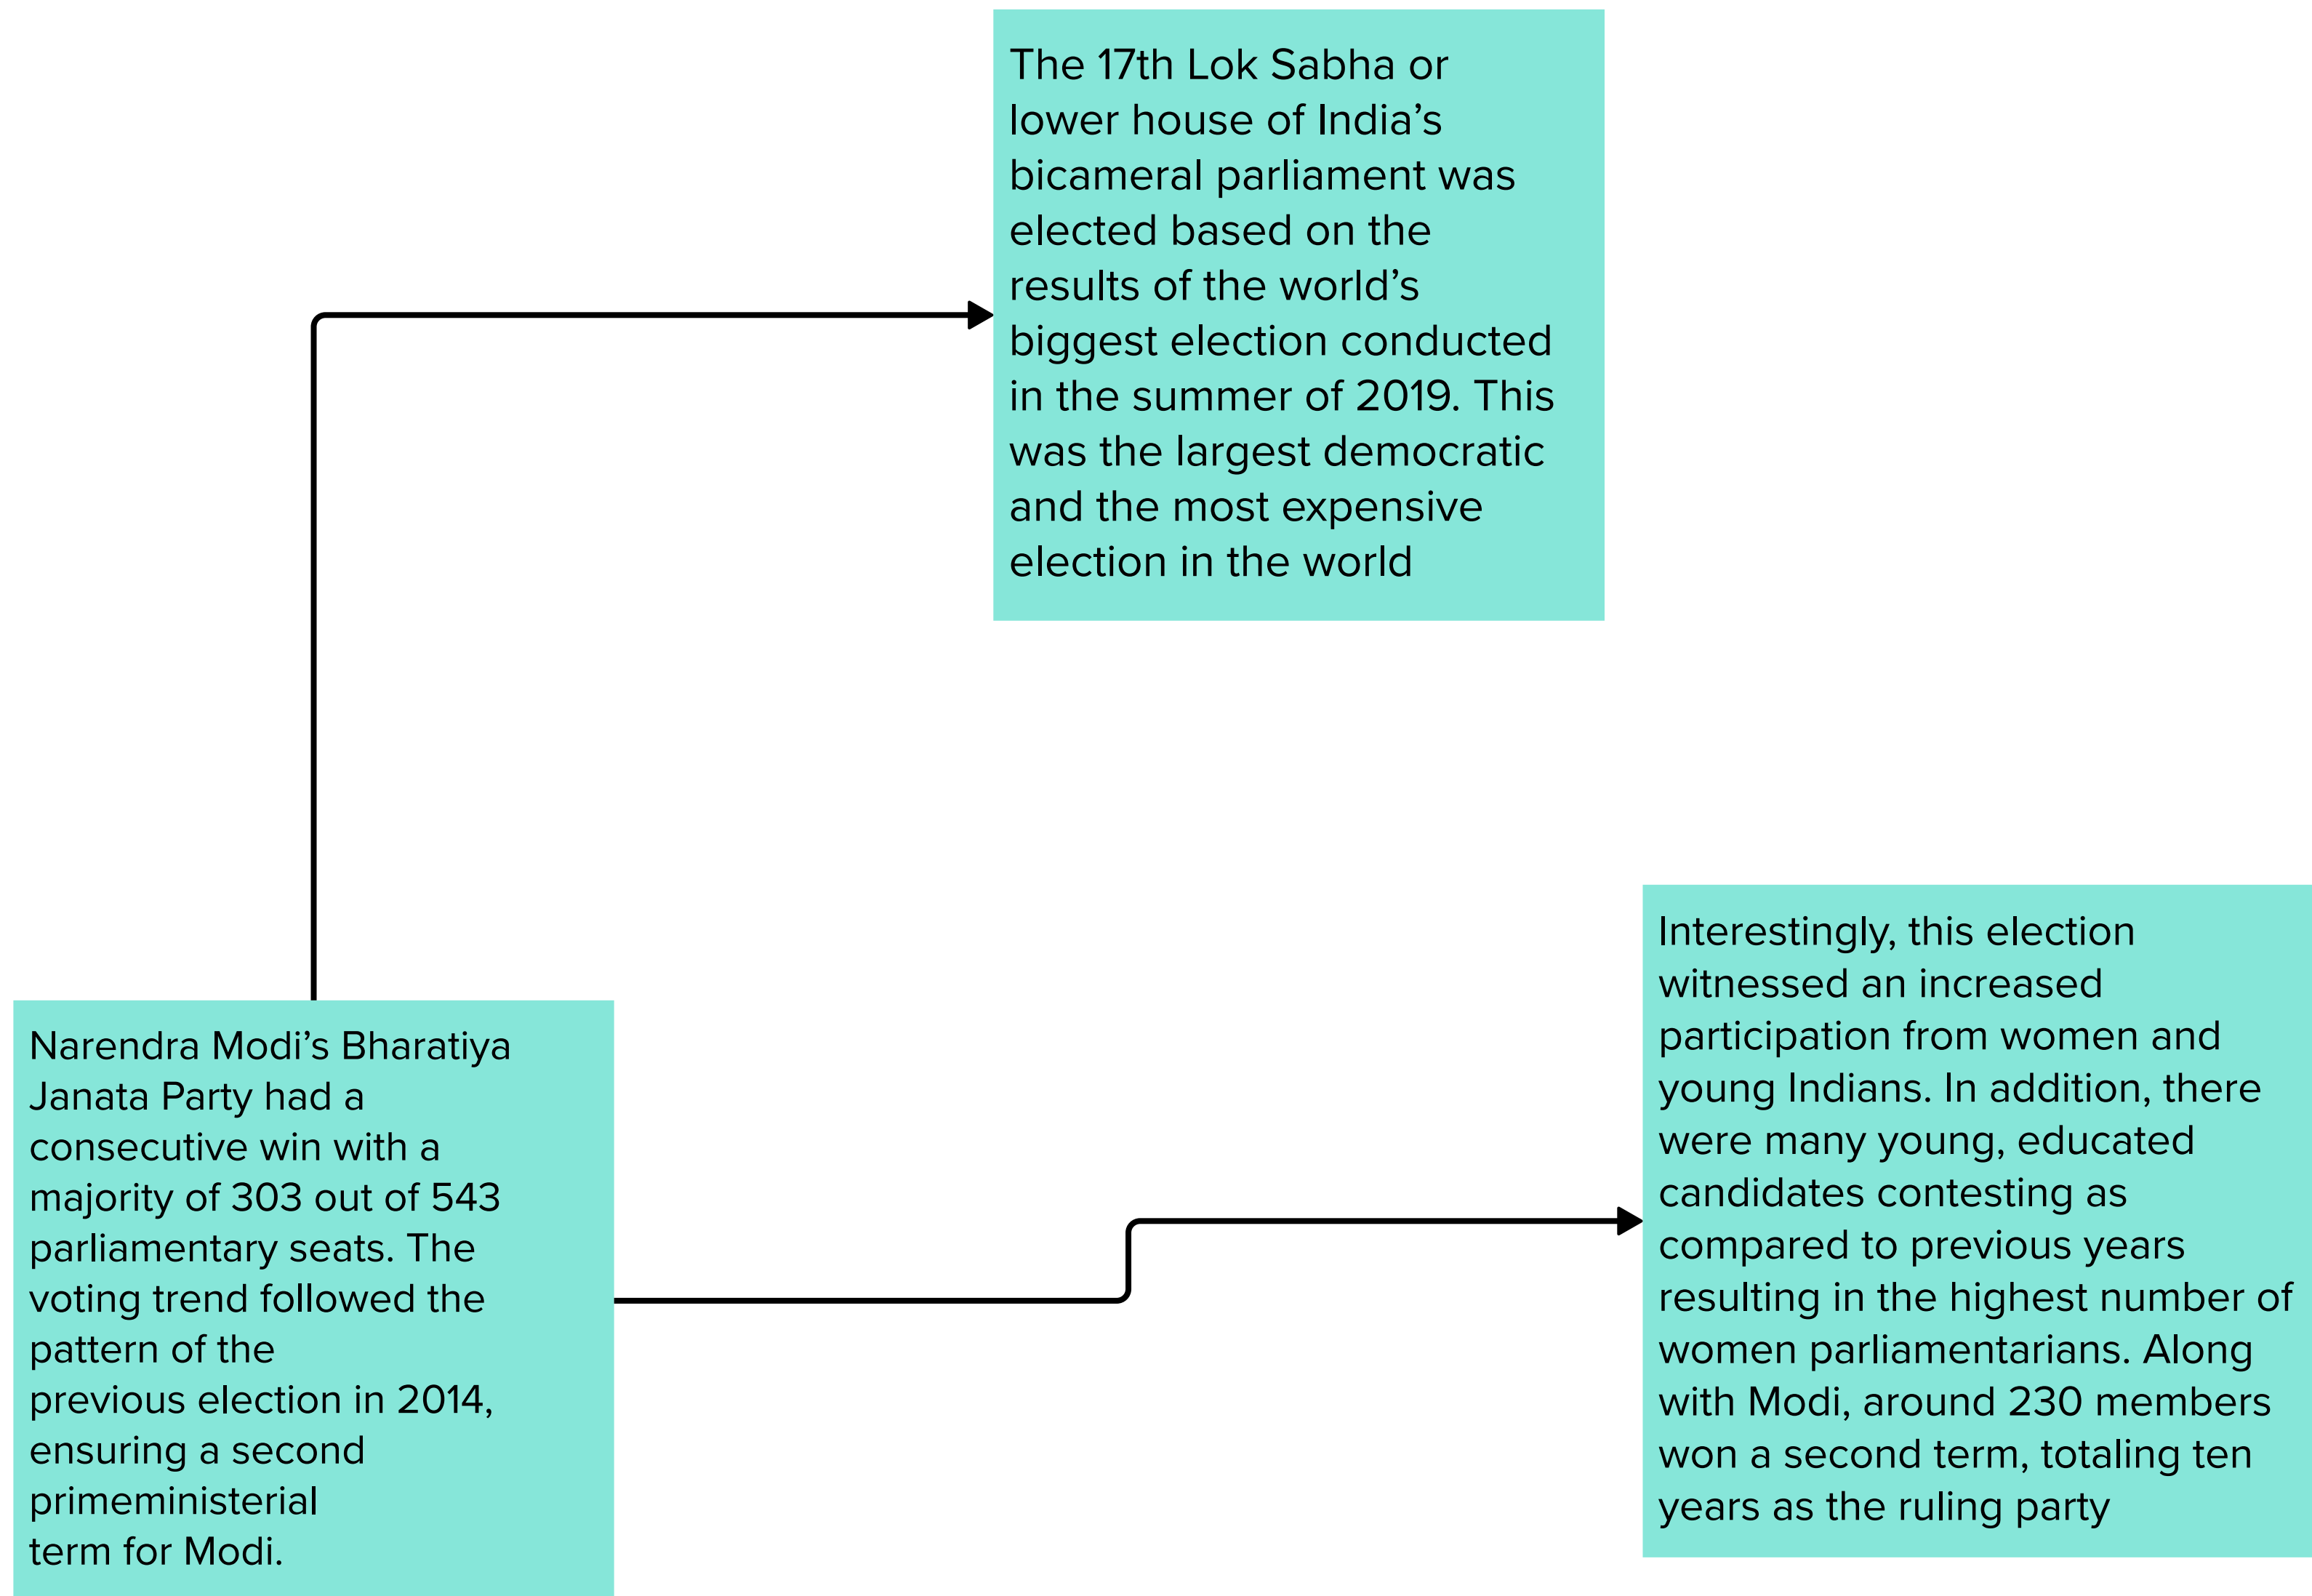 The 17th Lok Sabha or
lower house of India’s
bicameral parliament was
elected based on the
results of the world’s
biggest election conducted
in the summer of 2019. This
was the largest democratic
and the most expensive
election in the world
Narendra Modi’s Bharatiya
Janata Party had a
consecutive win with a
majority of 303 out of 543
parliamentary seats. The
voting trend followed the
pattern of the
previous election in 2014,
ensuring a second
primeministerial
term for Modi.
Interestingly, this election
witnessed an increased
participation from women and
young Indians. In addition, there
were many young, educated
candidates contesting as
compared to previous years
resulting in the highest number of
women parliamentarians. Along
with Modi, around 230 members
won a second term, totaling ten
years as the ruling party